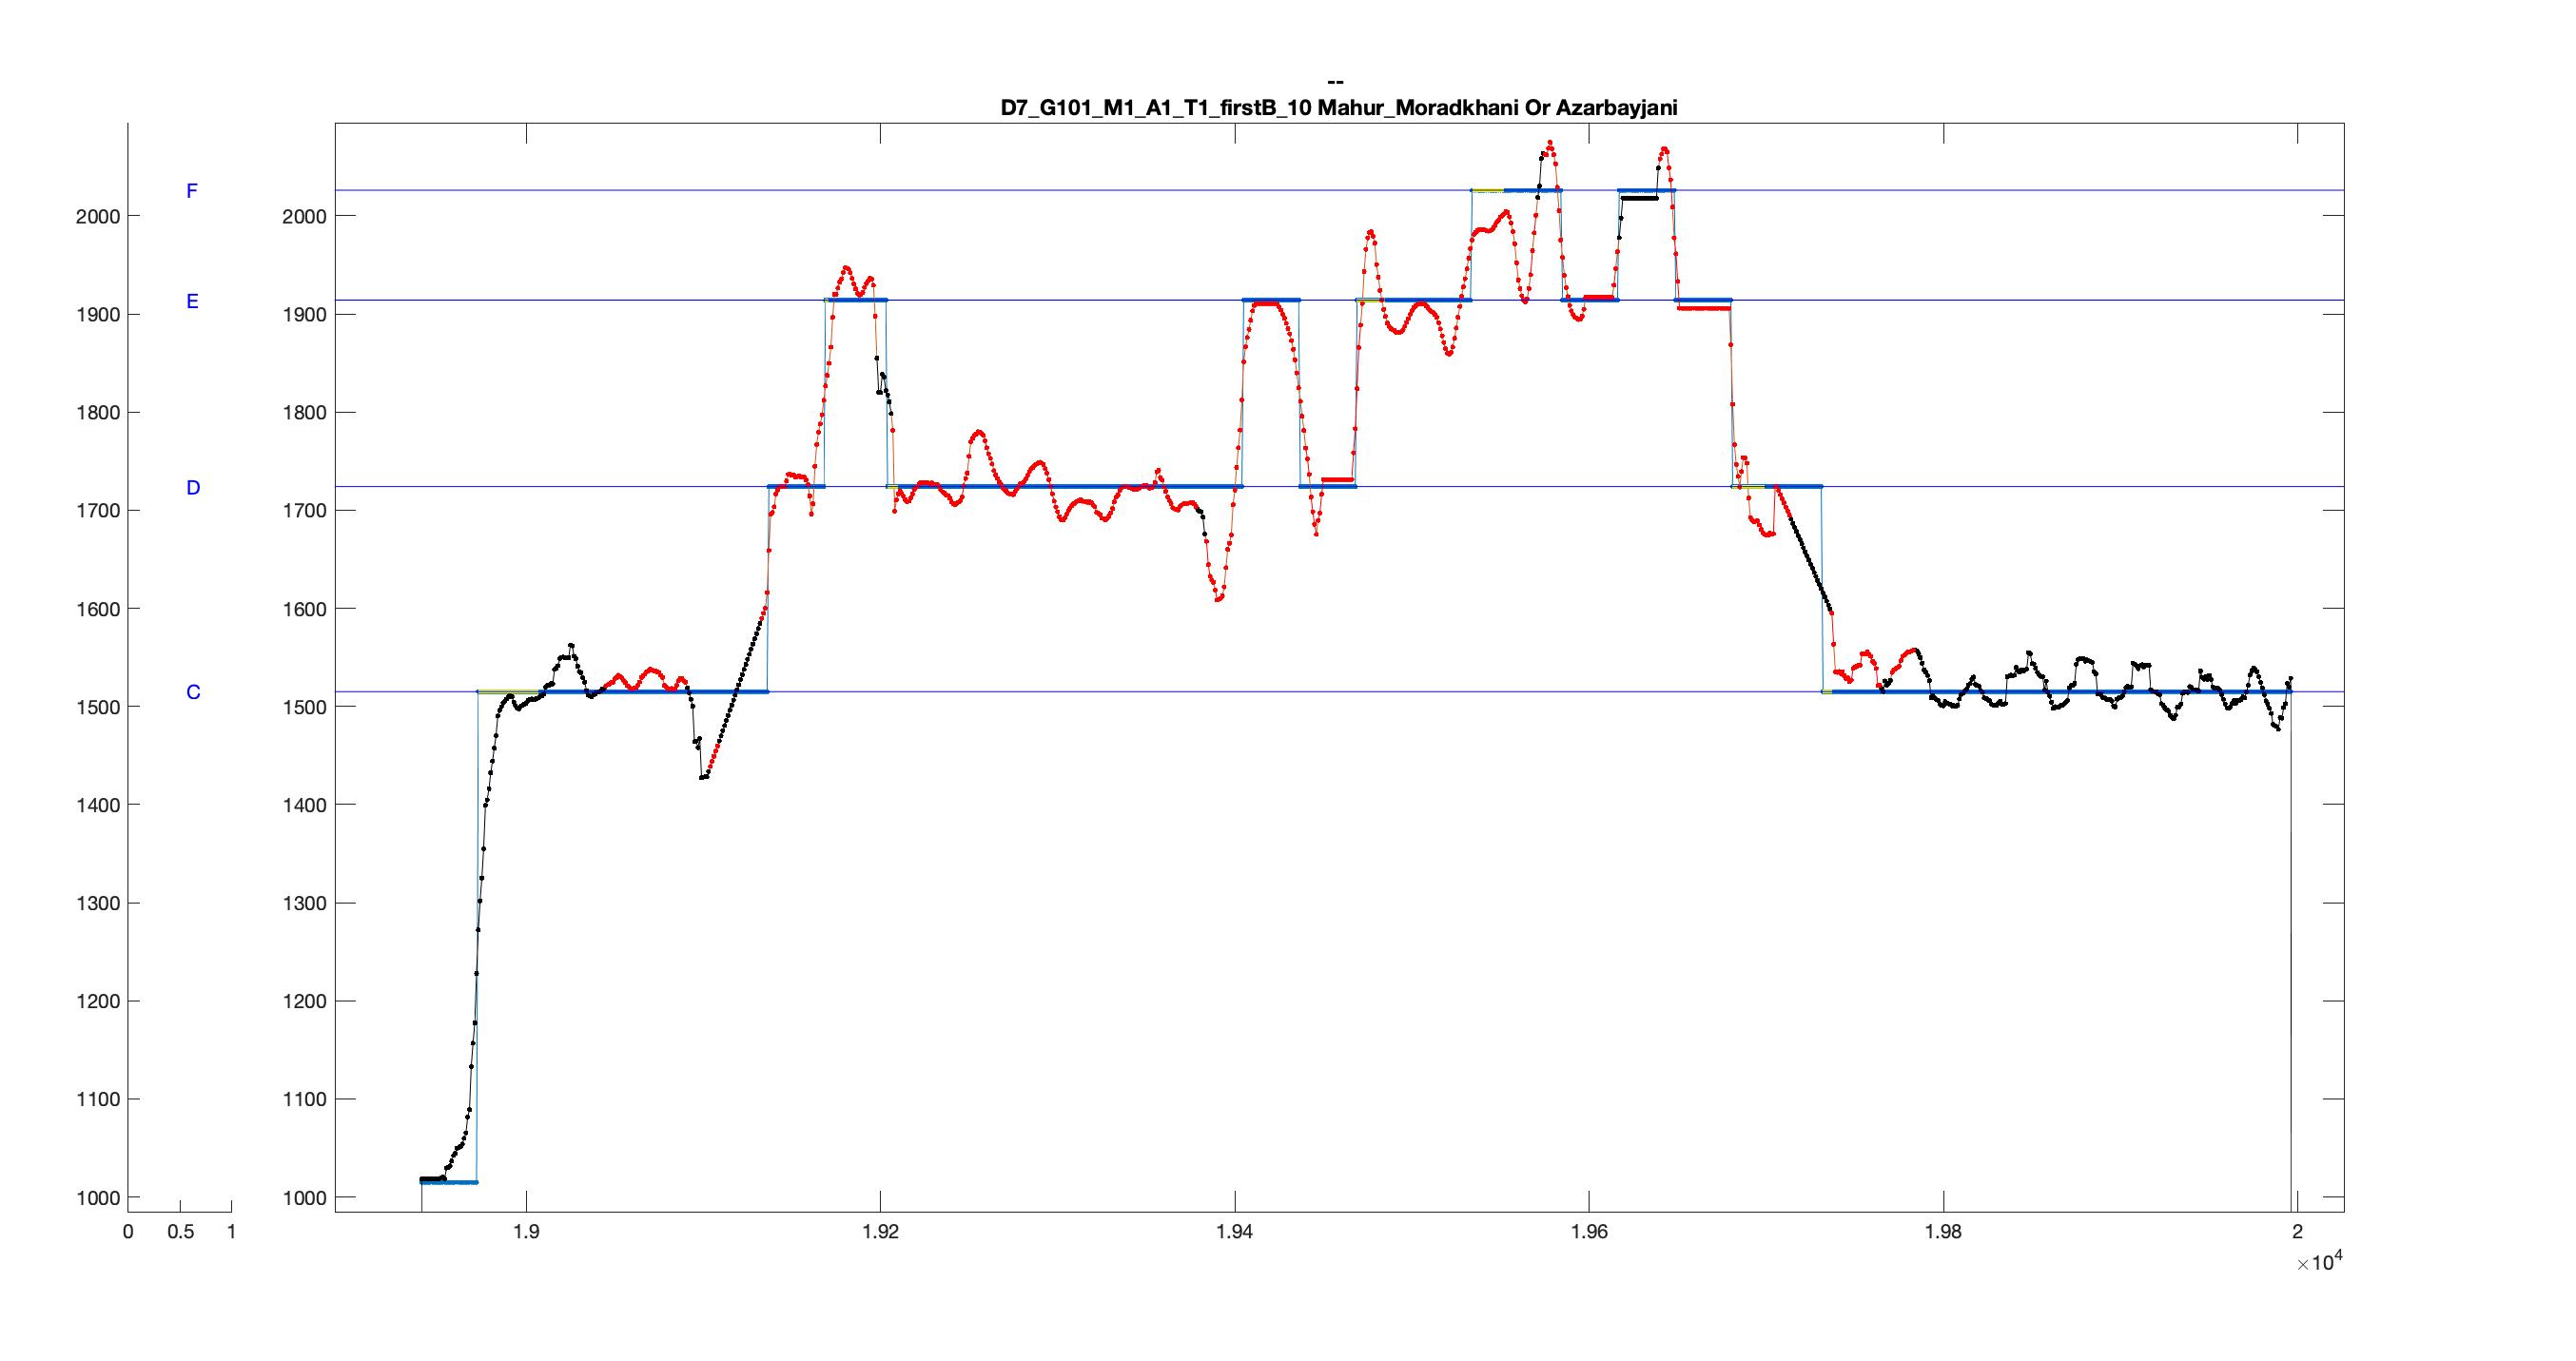 --
D7_G101_M1_A1_T1_firstB_10 Mahur_Moradkhani Or Azarbayjani
2000 F 2000
1900 E 1900
1800 1800
1700 D 1700
1600 1600
1500 C 1500
1400 1400
1300 1300
1200 1200
1100 1100
1000 1000
0 0.5 1 1.9 1.92 1.94 1.96 1.98 2
×10^4